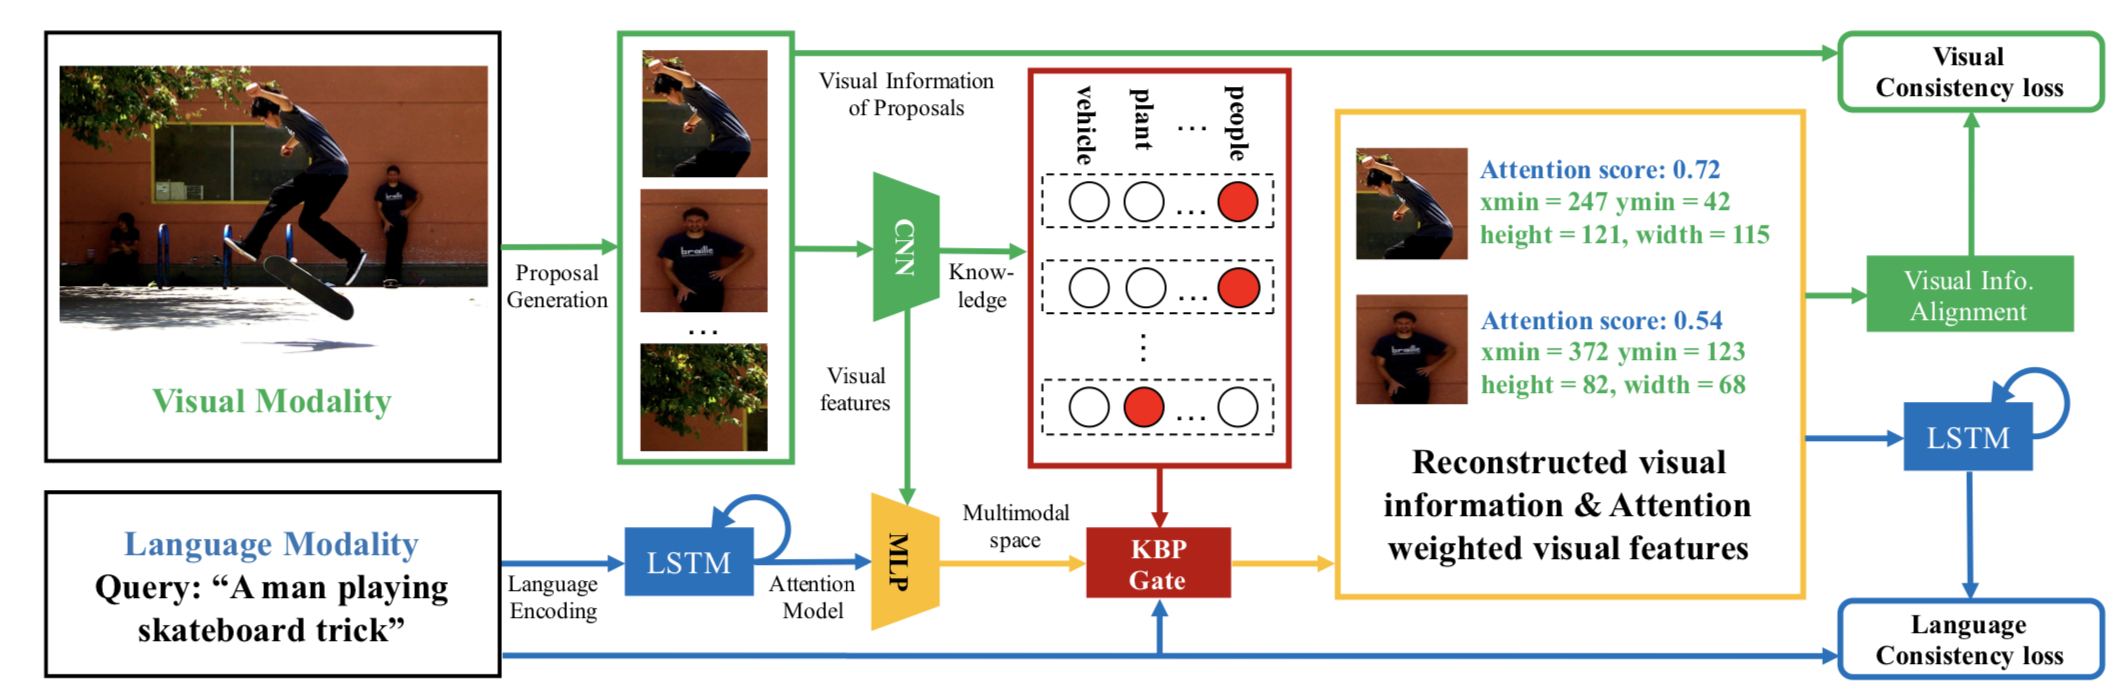 Visual Modality
Proposal
Generation
Visual Information
of Proposals
CNN
Know-
ledge
Visual
features
vehicle
plant
...
people
...
...
...
...
Attention score: 0.72
xmin = 247 ymin = 42
height = 121, width = 115
Attention score: 0.54
xmin = 372 ymin = 123
height = 82, width = 68
Reconstructed visual
information & Attention
weighted visual features
Visual
Consistency loss
Visual Info.
Alignment
LSTM
Language Modality
Query: “A man playing
skateboard trick”
Language
Encoding
LSTM
Attention
Model
MLP
Multimodal
space
KBP
Gate
Language
Consistency loss
braille
braille